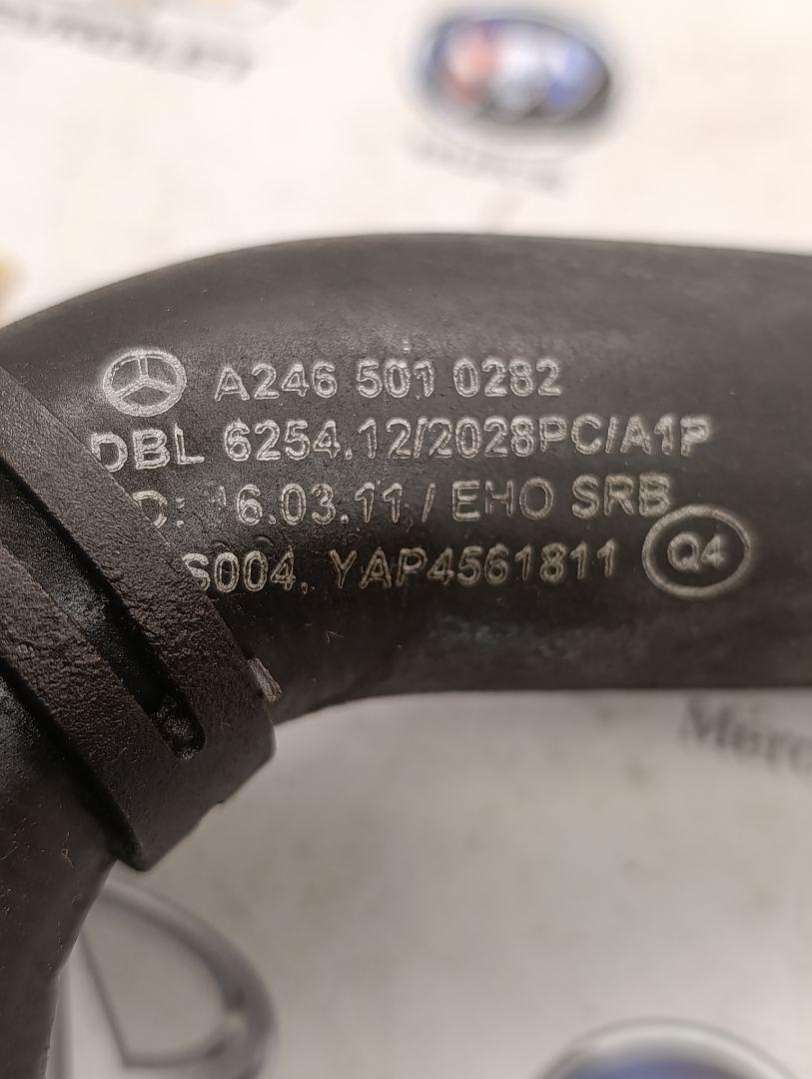 A246 501 0282
DBL 6254.12/2028PC/A1P
6.03.11 / EHO SRB
S004, YAP4561811 Q4